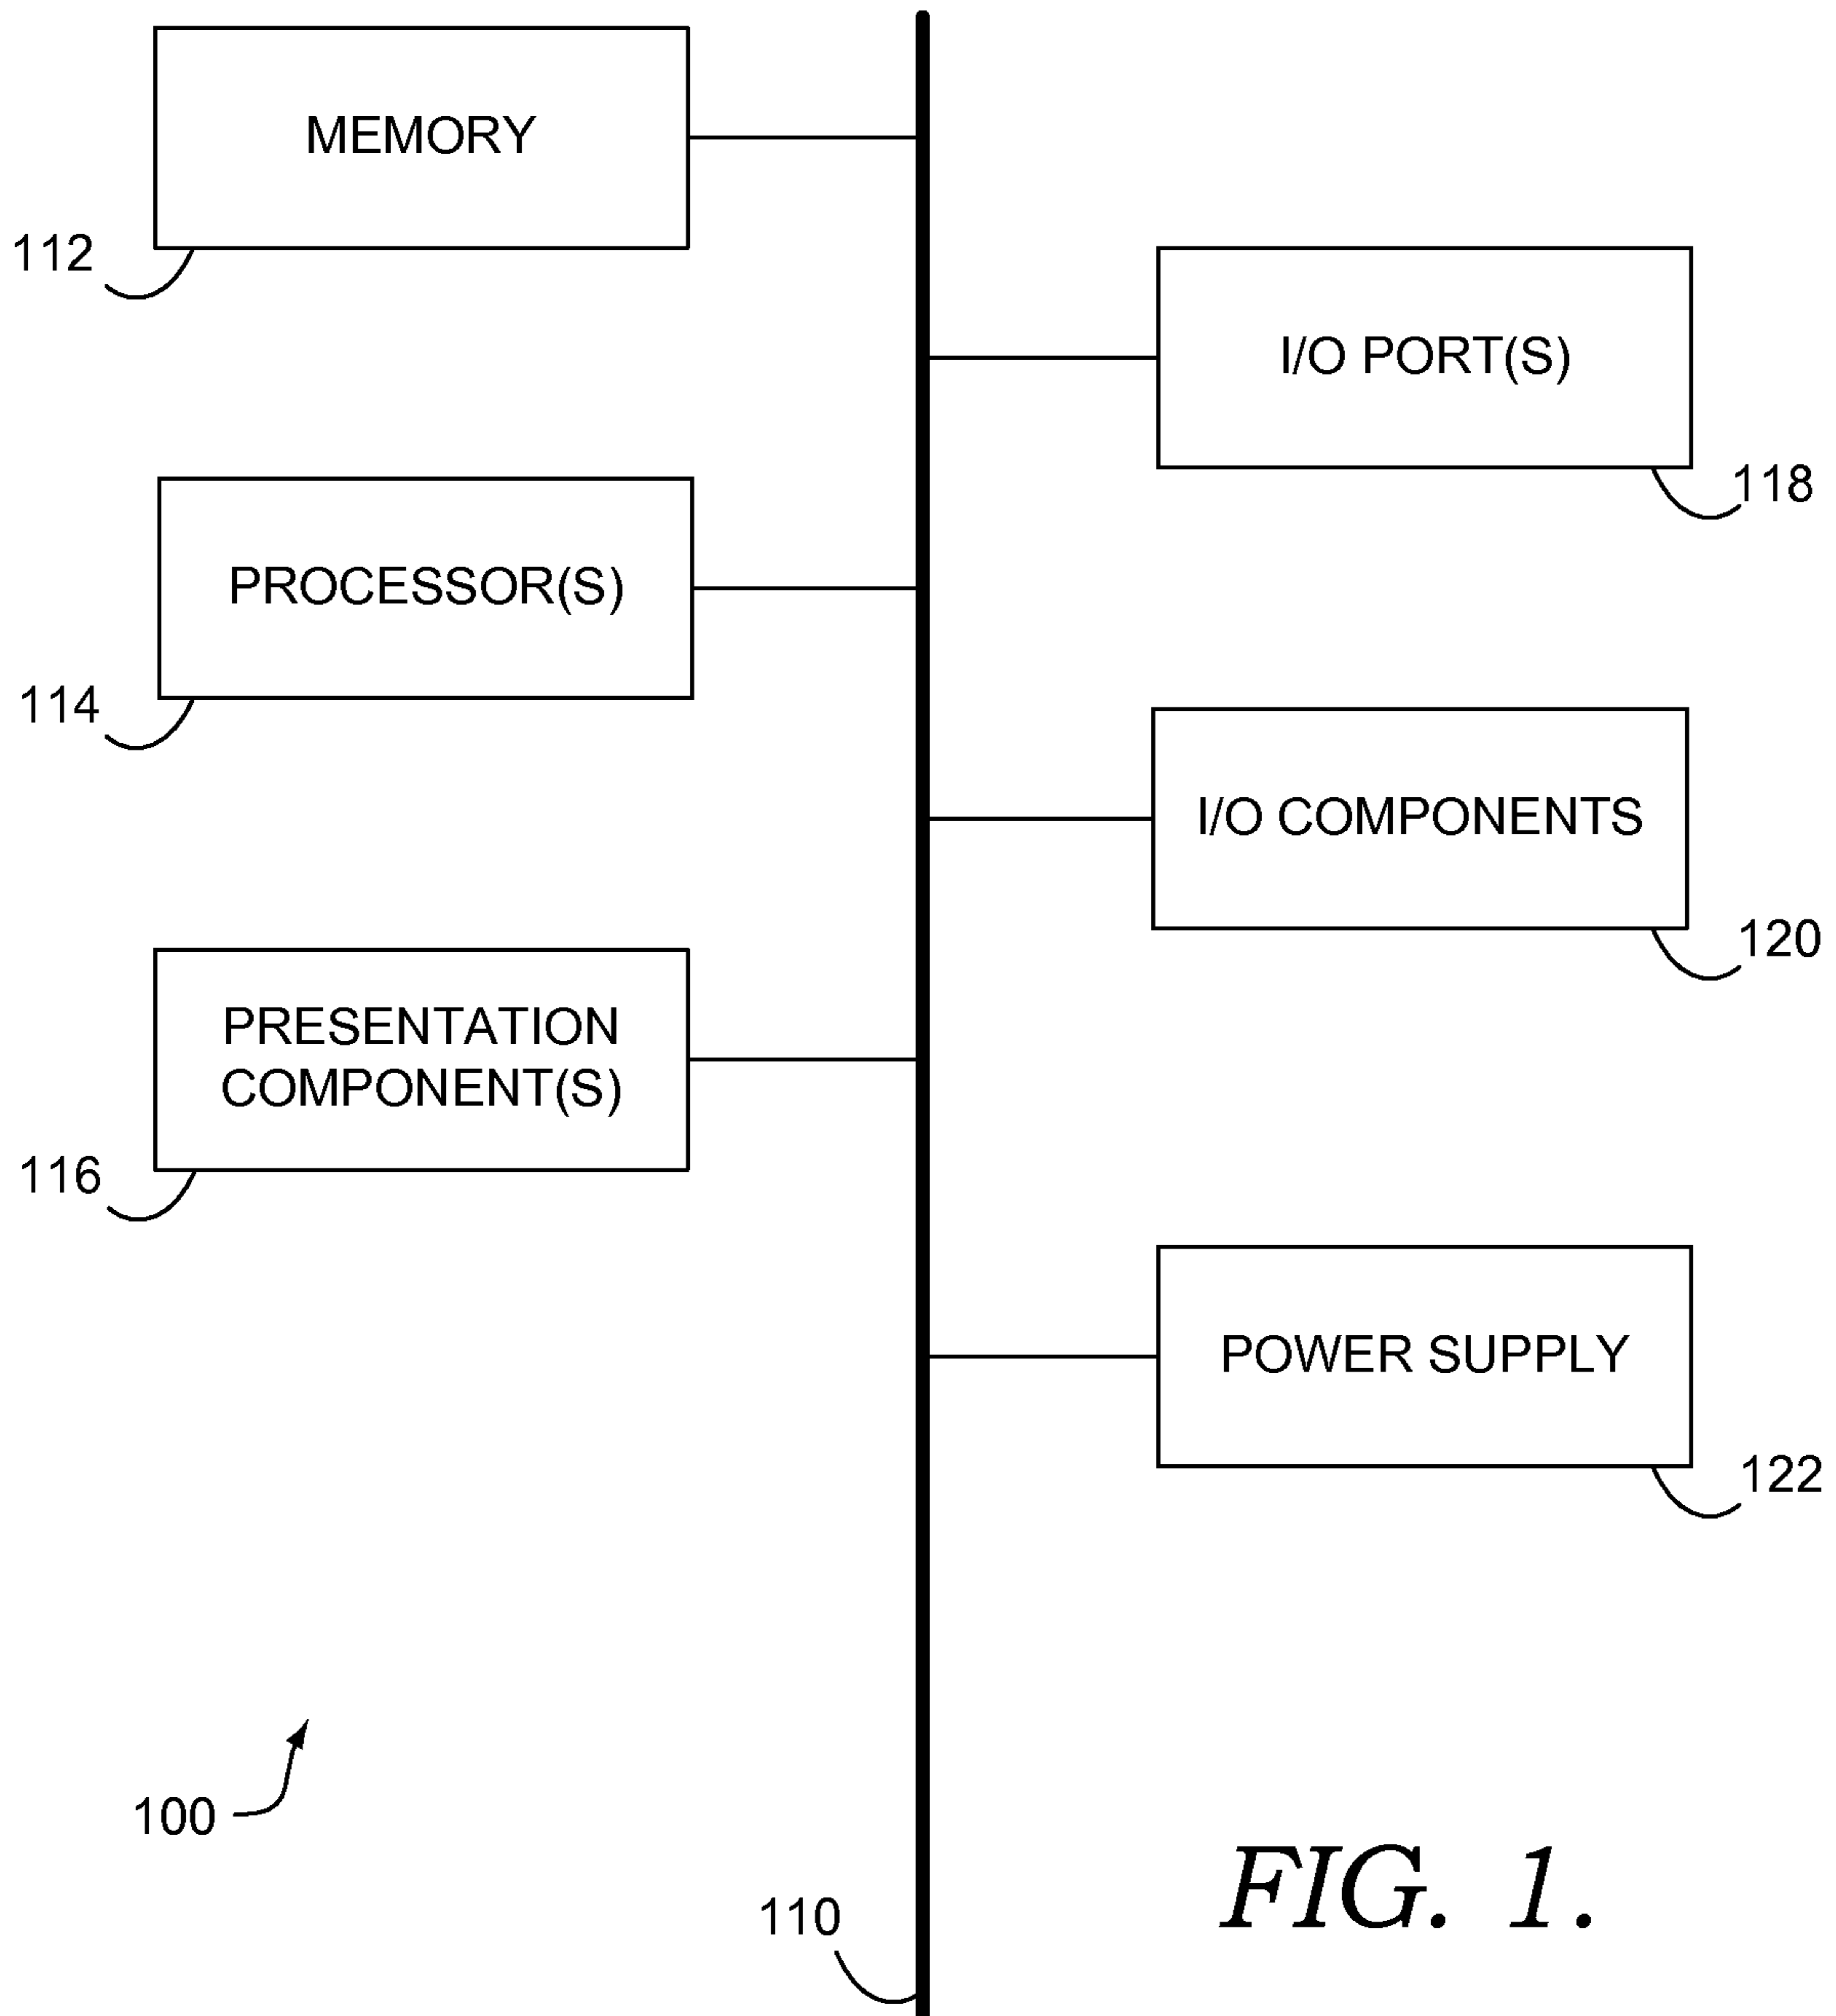 MEMORY
112
I/O PORT(S)
118
PROCESSOR(S)
114
I/O COMPONENTS
120
PRESENTATION
COMPONENT(S)
116
POWER SUPPLY
122
100
110
FIG. 1.